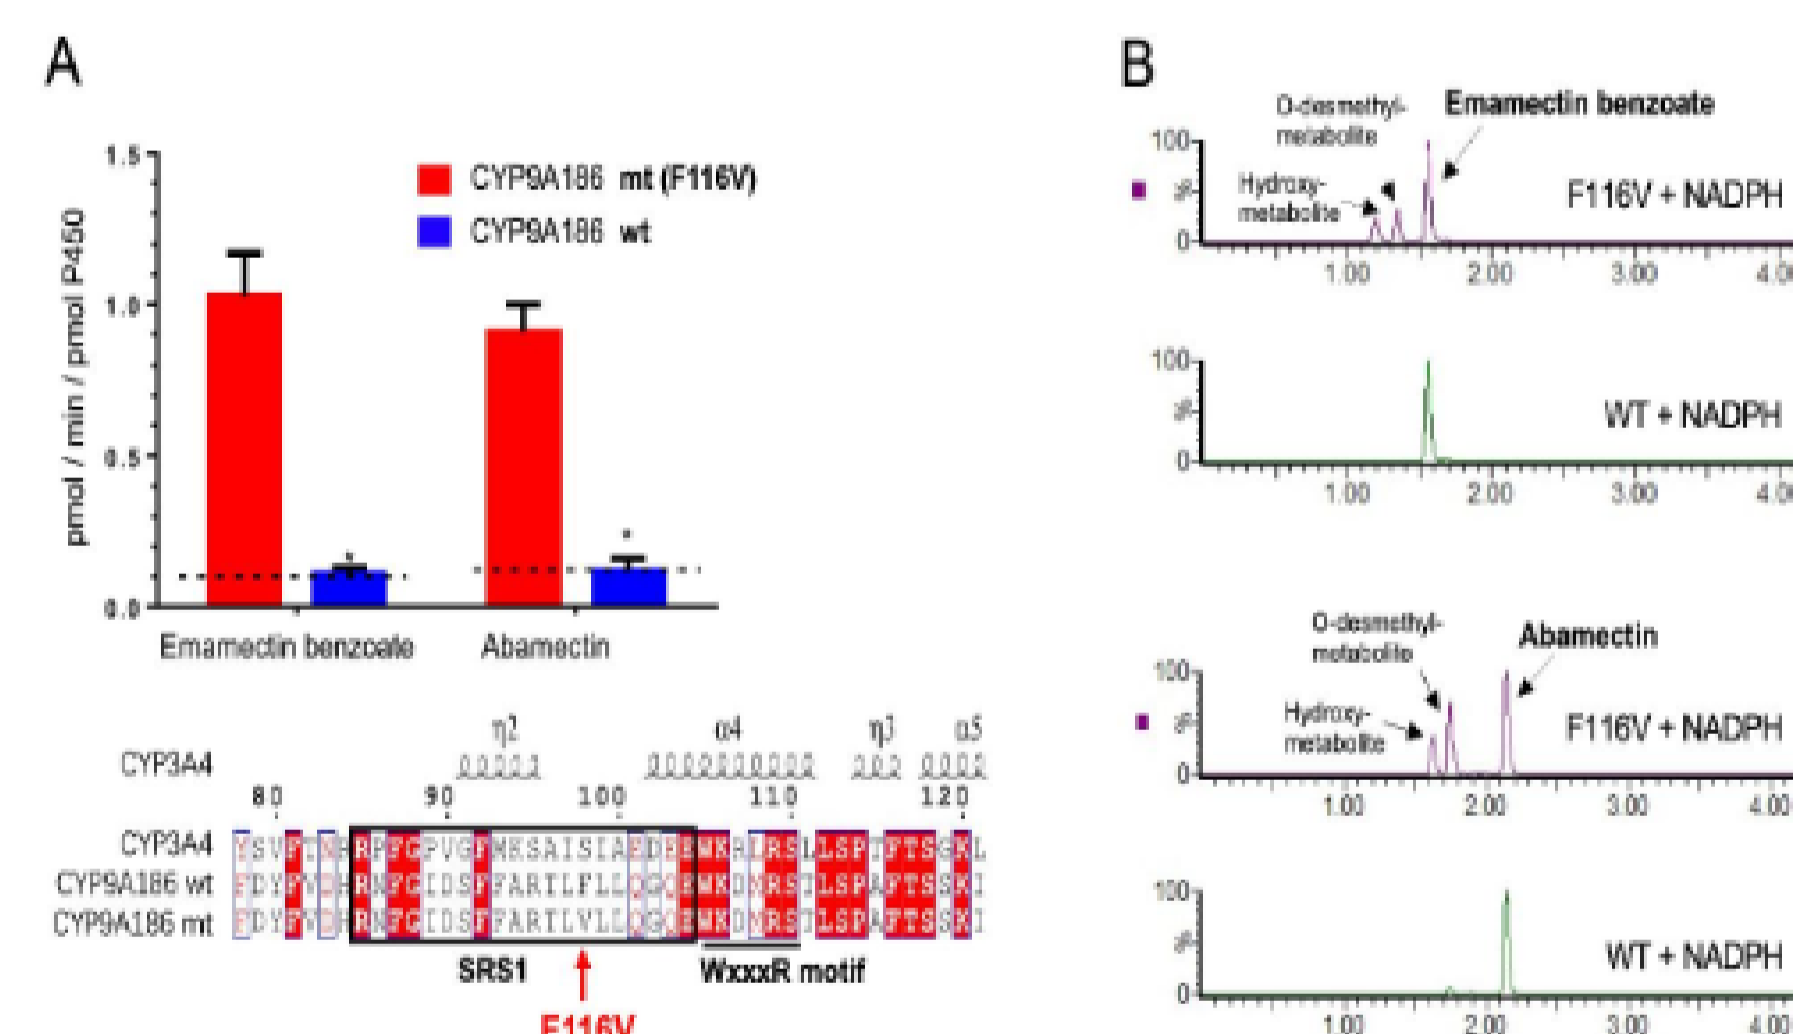 A
1.5
1.0
0.5
0.0
pmol / min / pmol P450
CYP9A186 mt (F116V)
CYP9A186 wt
Emamectin benzoate
Abamectin
η2 α4 η3 α5
CYP3A4
80 90 100 110 120
CYP3A4
CYP9A186 wt
CYP9A186 mt
SRS1
WxxxR motif
F116V
B
O-desmethyl-
metabolite
Emamectin benzoate
Hydroxy-
metabolite
100
%
0
F116V + NADPH
1.00 2.00 3.00
100
%
0
WT + NADPH
1.00 2.00 3.00
O-desmethyl-
metabolite
Abamectin
Hydroxy-
metabolite
100
%
0
F116V + NADPH
1.00 2.00 3.00 4.00
100
%
0
WT + NADPH
1.00 2.00 3.00 4.00